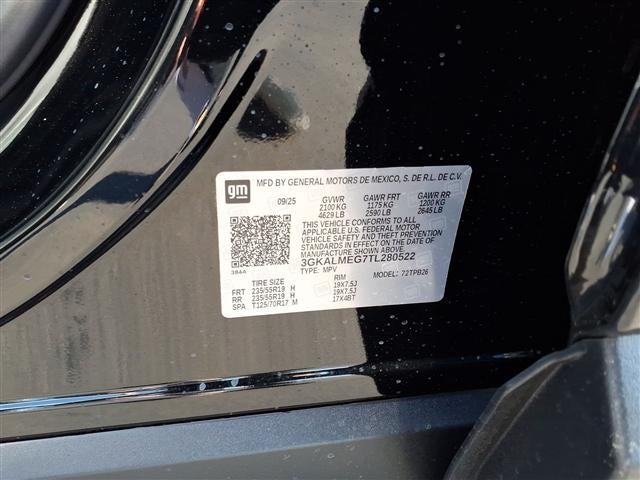 gm MFD BY GENERAL MOTORS DE MEXICO, S. DE R.L. DE C.V.
09/25 GVWR GAWR FRT GAWR RR
2100 KG 1175 KG 1200 KG
4629 LB 2590 LB 2645 LB
THIS VEHICLE CONFORMS TO ALL
APPLICABLE U.S. FEDERAL MOTOR
VEHICLE SAFETY AND THEFT PREVENTION
STANDARDS IN EFFECT ON THE DATE OF
MANUFACTURE SHOWN ABOVE.
3GKALMEG7TL280522
38AA TYPE: MPV MODEL: 72TPB26
TIRE SIZE RIM
FRT 235/55R19 H 19X7.5J
RR 235/55R19 H 19X7.5J
SPA T125/70R17 M 17X4BT